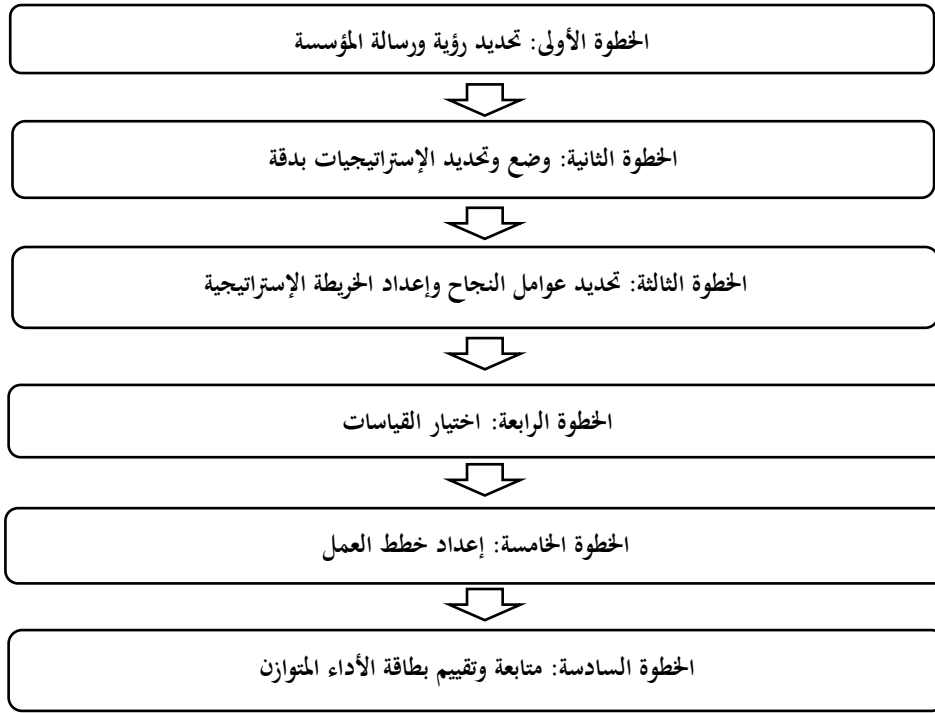 الخطوة الأولى: تحديد رؤية ورسالة المؤسسة
الخطوة الثانية: وضع وتحديد الإستراتيجيات بدقة
الخطوة الثالثة: تحديد عوامل النجاح وإعداد الخريطة الإستراتيجية
الخطوة الرابعة: اختيار القياسات
الخطوة الخامسة: إعداد خطط العمل
الخطوة السادسة: متابعة وتقييم بطاقة الأداء المتوازن